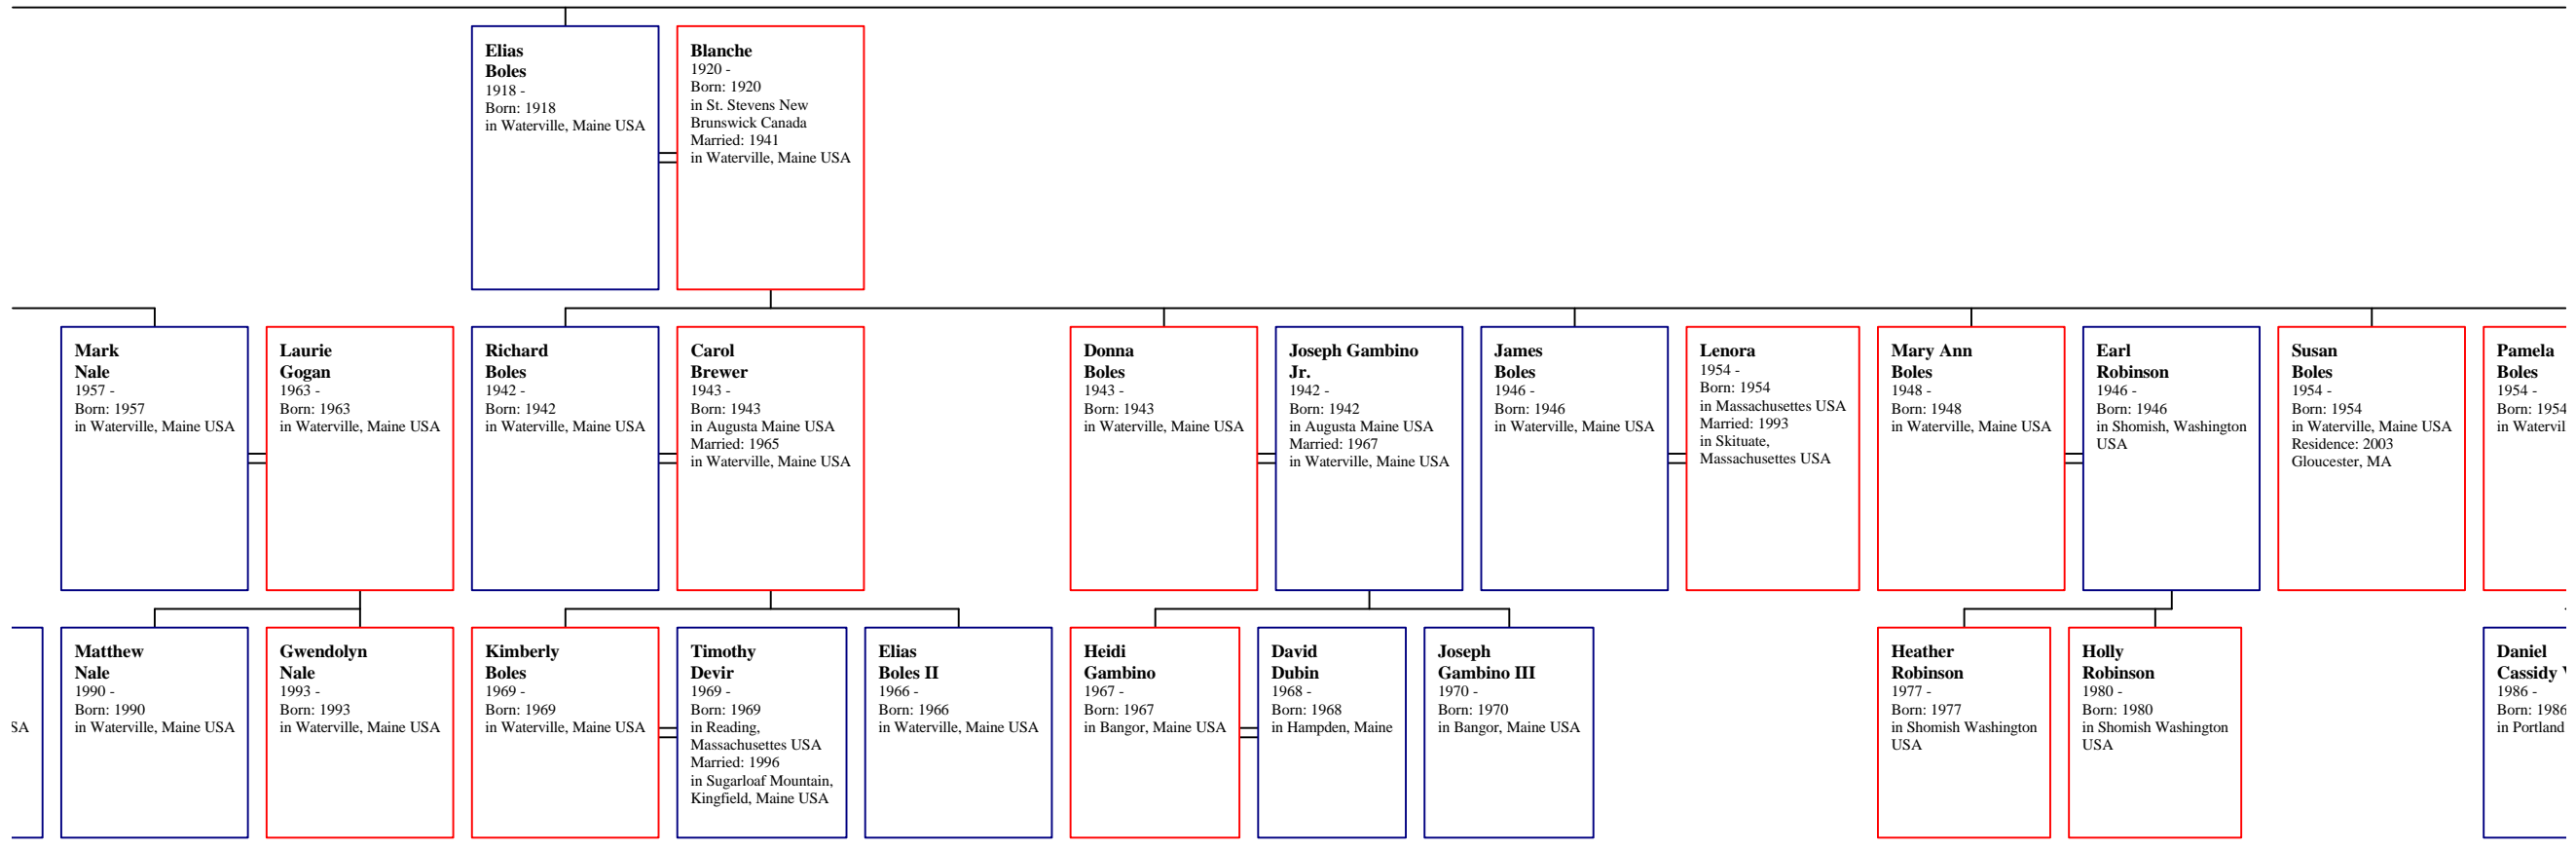 Elias
Boles
1918 -
Born: 1918
in Waterville, Maine USA
Blanche
1920 -
Born: 1920
in St. Stevens New
Brunswick Canada
Married: 1941
in Waterville, Maine USA
Mark
Nale
1957 -
Born: 1957
in Waterville, Maine USA
Laurie
Gogan
1963 -
Born: 1963
in Waterville, Maine USA
Richard
Boles
1942 -
Born: 1942
in Waterville, Maine USA
Carol
Brewer
1943 -
Born: 1943
in Augusta Maine USA
Married: 1965
in Waterville, Maine USA
Donna
Boles
1943 -
Born: 1943
in Waterville, Maine USA
Joseph Gambino
Jr.
1942 -
Born: 1942
in Augusta Maine USA
Married: 1967
in Waterville, Maine USA
James
Boles
1946 -
Born: 1946
in Waterville, Maine USA
Lenora
1954 -
Born: 1954
in Massachusettes USA
Married: 1993
in Skituate,
Massachusettes USA
Mary Ann
Boles
1948 -
Born: 1948
in Waterville, Maine USA
Earl
Robinson
1946 -
Born: 1946
in Shomish, Washington
USA
Susan
Boles
1954 -
Born: 1954
in Waterville, Maine USA
Residence: 2003
Gloucester, MA
Pamela
Boles
1954 -
Born: 1954
in Watervil
SA
Matthew
Nale
1990 -
Born: 1990
in Waterville, Maine USA
Gwendolyn
Nale
1993 -
Born: 1993
in Waterville, Maine USA
Kimberly
Boles
1969 -
Born: 1969
in Waterville, Maine USA
Timothy
Devir
1969 -
Born: 1969
in Reading,
Massachusettes USA
Married: 1996
in Sugarloaf Mountain,
Kingfield, Maine USA
Elias
Boles II
1966 -
Born: 1966
in Waterville, Maine USA
Heidi
Gambino
1967 -
Born: 1967
in Bangor, Maine USA
David
Dubin
1968 -
Born: 1968
in Hampden, Maine
Joseph
Gambino III
1970 -
Born: 1970
in Bangor, Maine USA
Heather
Robinson
1977 -
Born: 1977
in Shomish Washington
USA
Holly
Robinson
1980 -
Born: 1980
in Shomish Washington
USA
Daniel
Cassidy
1986 -
Born: 1986
in Portland